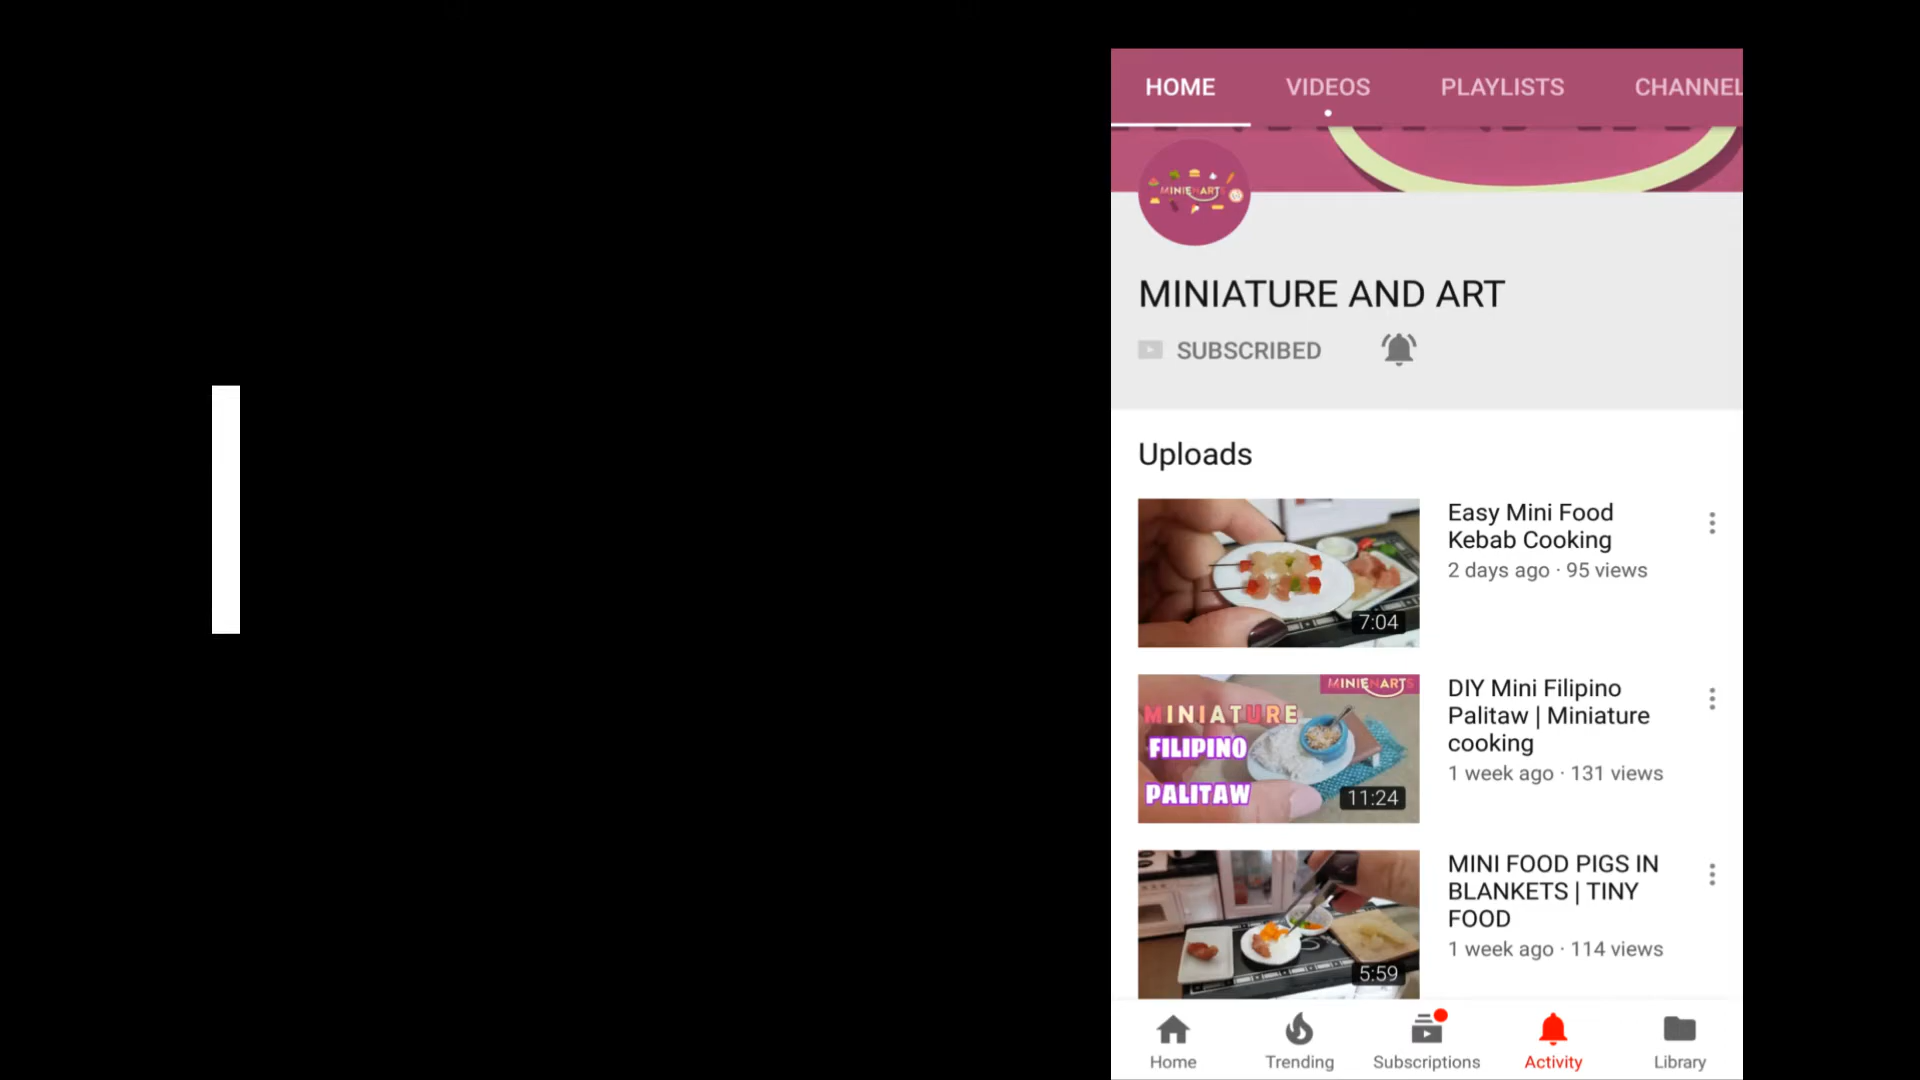 HOME VIDEOS PLAYLISTS CHANNEL
MINIENARTS
MINIATURE AND ART
SUBSCRIBED
Uploads
Easy Mini Food
Kebab Cooking
2 days ago · 95 views
7:04
MINIENARTS
MINIATURE
FILIPINO
PALITAW
11:24
DIY Mini Filipino
Palitaw | Miniature
cooking
1 week ago · 131 views
5:59
MINI FOOD PIGS IN
BLANKETS | TINY
FOOD
1 week ago · 114 views
Home Trending Subscriptions Activity Library